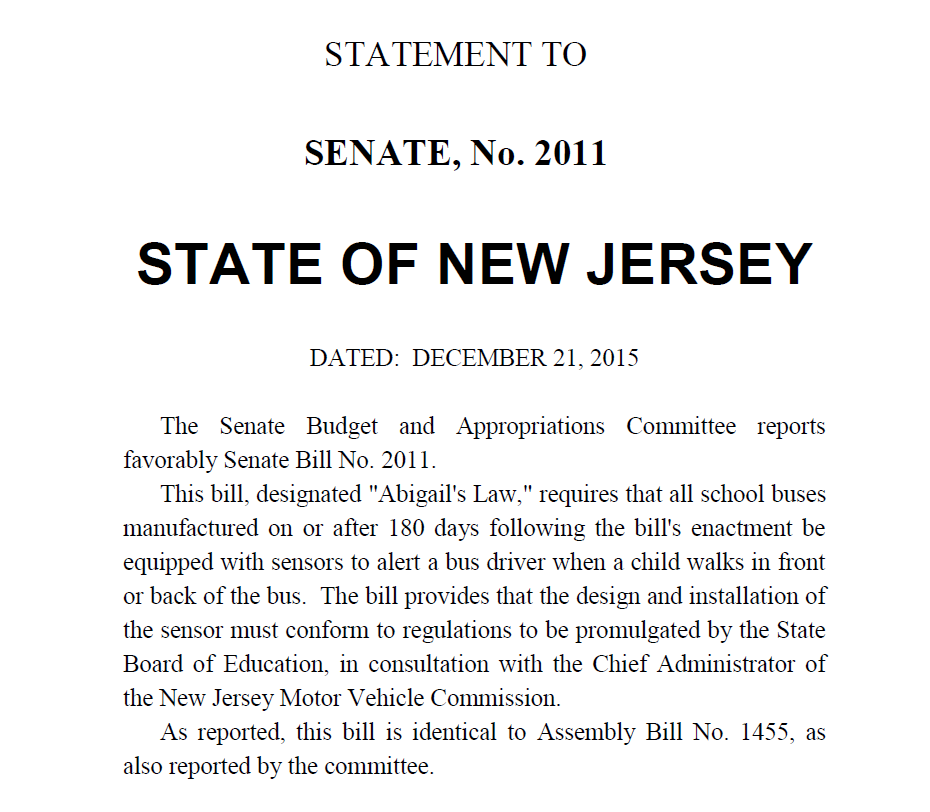 STATEMENT TO
SENATE, No. 2011
STATE OF NEW JERSEY
DATED: DECEMBER 21, 2015
The Senate Budget and Appropriations Committee reports
favorably Senate Bill No. 2011.
This bill, designated "Abigail's Law," requires that all school buses
manufactured on or after 180 days following the bill's enactment be
equipped with sensors to alert a bus driver when a child walks in front
or back of the bus. The bill provides that the design and installation of
the sensor must conform to regulations to be promulgated by the State
Board of Education, in consultation with the Chief Administrator of
the New Jersey Motor Vehicle Commission.
As reported, this bill is identical to Assembly Bill No. 1455, as
also reported by the committee.